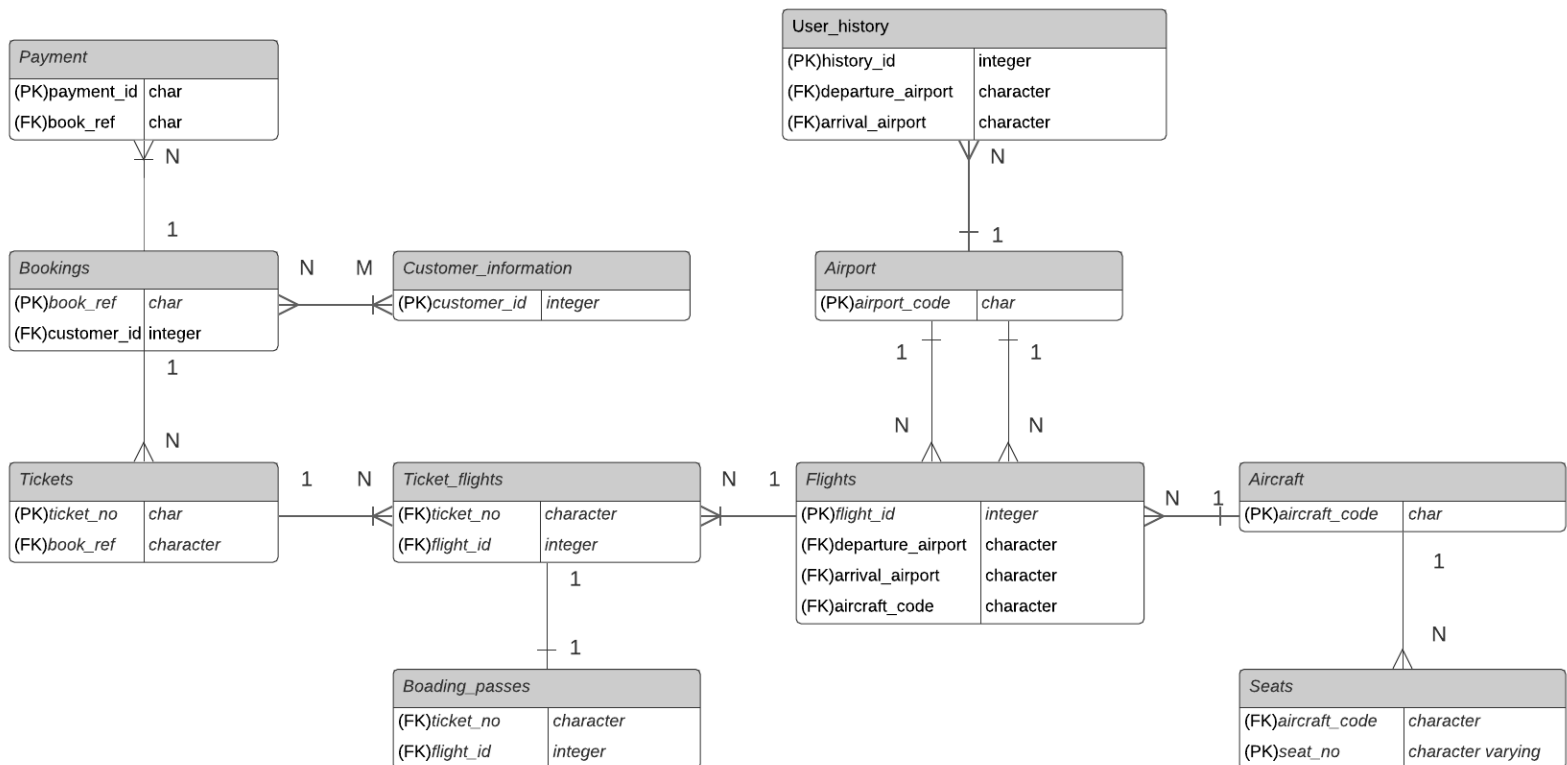 User_history
(PK)history_id integer
(FK)departure_airport character
(FK)arrival_airport character
Payment
(PK)payment_id char
(FK)book_ref char
N
1
N
1
Bookings
(PK)book_ref char
(FK)customer_id integer
N M
Customer_information
(PK)customer_id integer
Airport
(PK)airport_code char
1
N
1 1
N N
Tickets
(PK)ticket_no char
(FK)book_ref character
1 N
Ticket_flights
(FK)ticket_no character
(FK)flight_id integer
N 1
Flights
(PK)flight_id integer
(FK)departure_airport character
(FK)arrival_airport character
(FK)aircraft_code character
N 1
Aircraft
(PK)aircraft_code char
1
1
1
N
Boading_passes
(FK)ticket_no character
(FK)flight_id integer
Seats
(FK)aircraft_code character
(PK)seat_no character varying